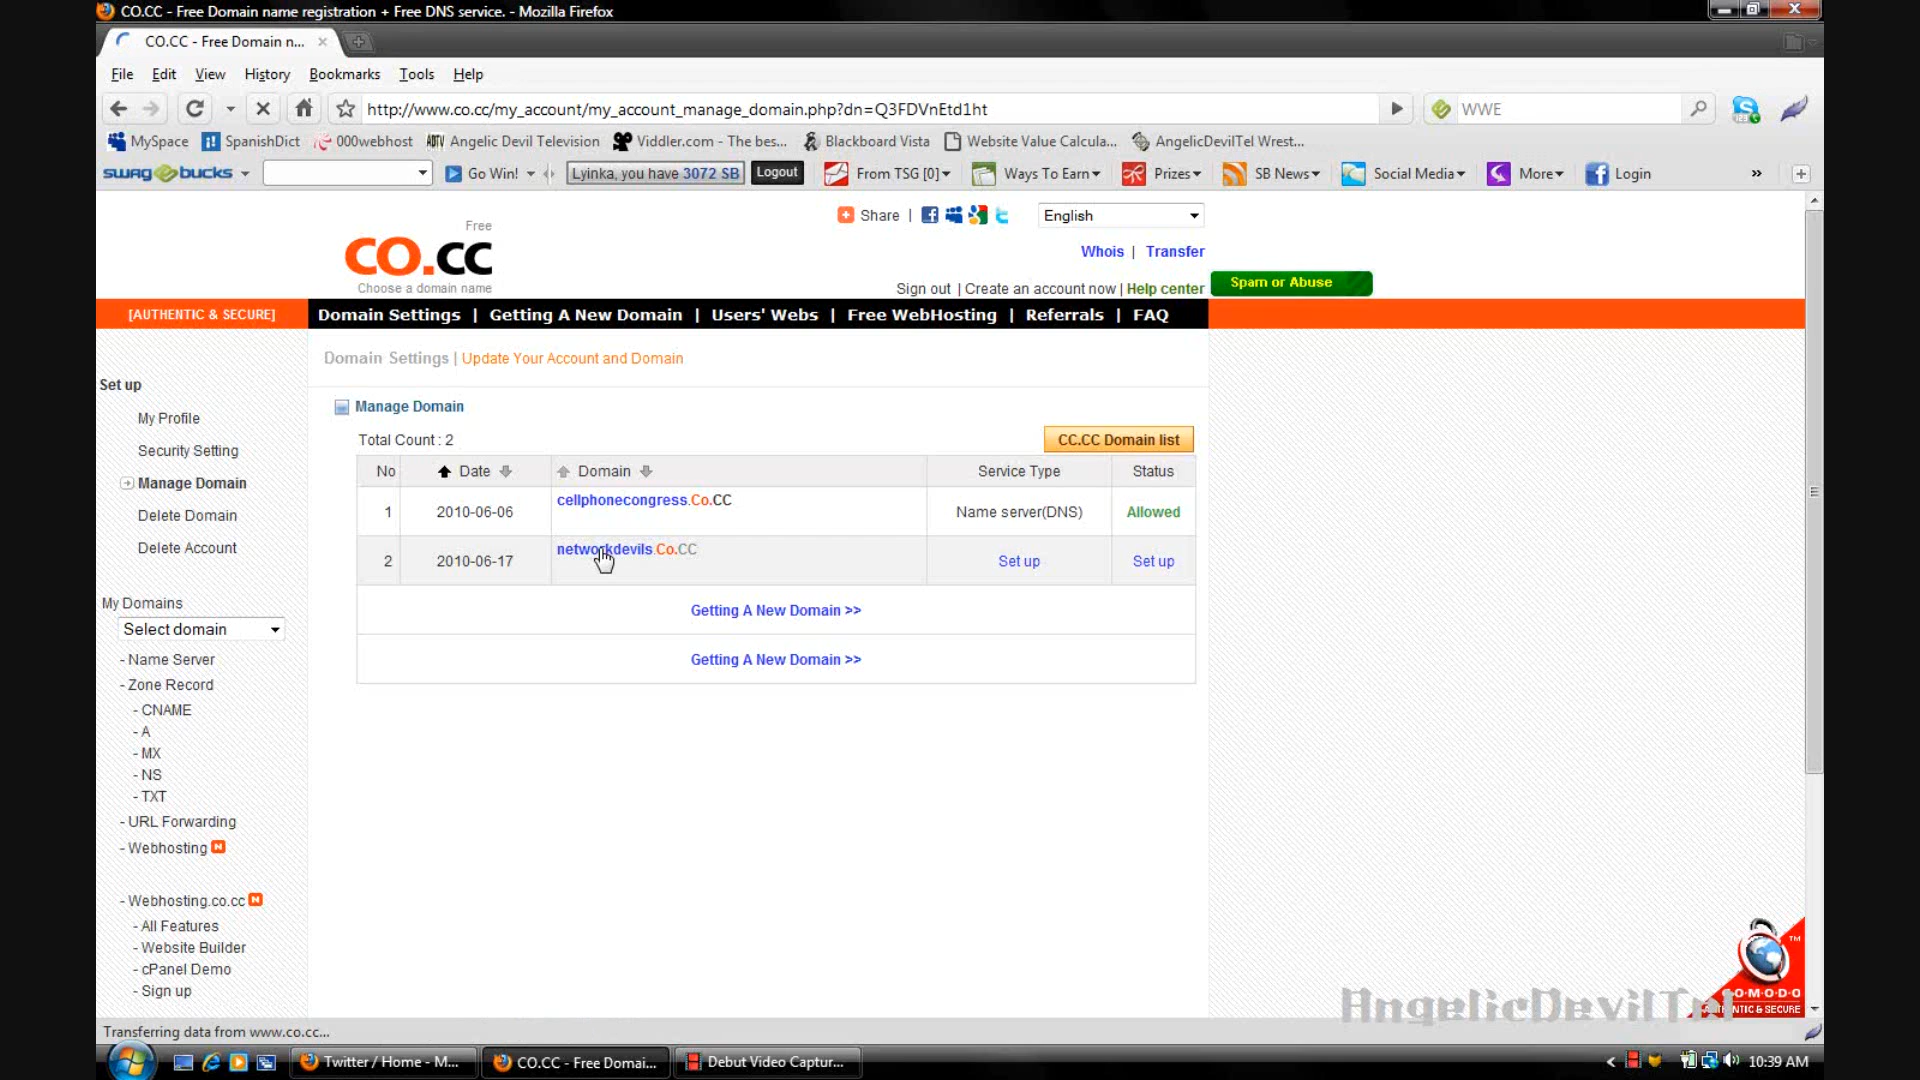 CO.CC - Free Domain name registration + Free DNS service. - Mozilla Firefox
CO.CC - Free Domain n...
File Edit View History Bookmarks Tools Help
http://www.co.cc/my_account/my_account_manage_domain.php?dn=Q3FDVnEtd1ht
WWE
MySpace SpanishDict 000webhost Angelic Devil Television Viddler.com - The bes... Blackboard Vista Website Value Calcula... AngelicDevilTel Wrest...
swagbucks Go Win! Lyinka, you have 3072 SB Logout From TSG [0] Ways To Earn Prizes SB News Social Media More Login »
Share | English
Free
CO.CC
Choose a domain name
Whois | Transfer
Sign out | Create an account now | Help center Spam or Abuse
[AUTHENTIC & SECURE] Domain Settings | Getting A New Domain | Users' Webs | Free WebHosting | Referrals | FAQ
Domain Settings | Update Your Account and Domain
Set up
My Profile
Security Setting
Manage Domain
Delete Domain
Delete Account
My Domains
Select domain
- Name Server
- Zone Record
- CNAME
- A
- MX
- NS
- TXT
- URL Forwarding
- Webhosting N
- Webhosting.co.cc N
- All Features
- Website Builder
- cPanel Demo
- Sign up
Manage Domain
Total Count : 2 CC.CC Domain list
No Date Domain Service Type Status
1 2010-06-06 cellphonecongress.Co.CC Name server(DNS) Allowed
2 2010-06-17 networkdevils.Co.CC Set up Set up
Getting A New Domain >>
Getting A New Domain >>
AngelicDevilTel
Transferring data from www.co.cc...
Twitter / Home - M... CO.CC - Free Domai... Debut Video Captur... < 10:39 AM